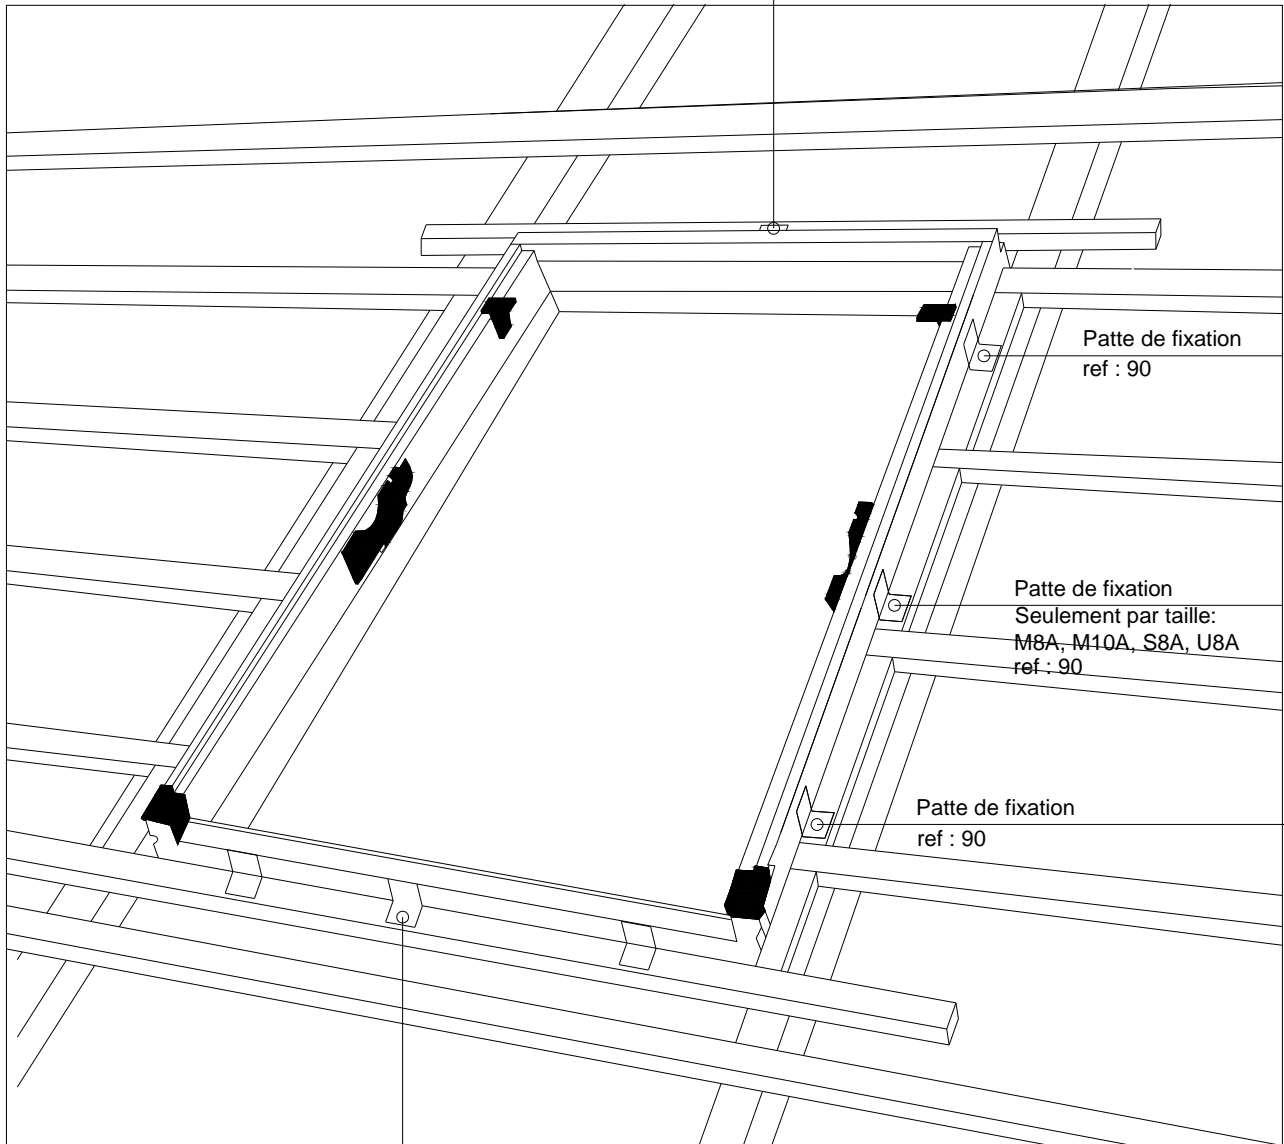 Patte de fixation
ref : 90
Patte de fixation
Seulement par taille:
M8A, M10A, S8A, U8A
ref : 90
Patte de fixation
ref : 90